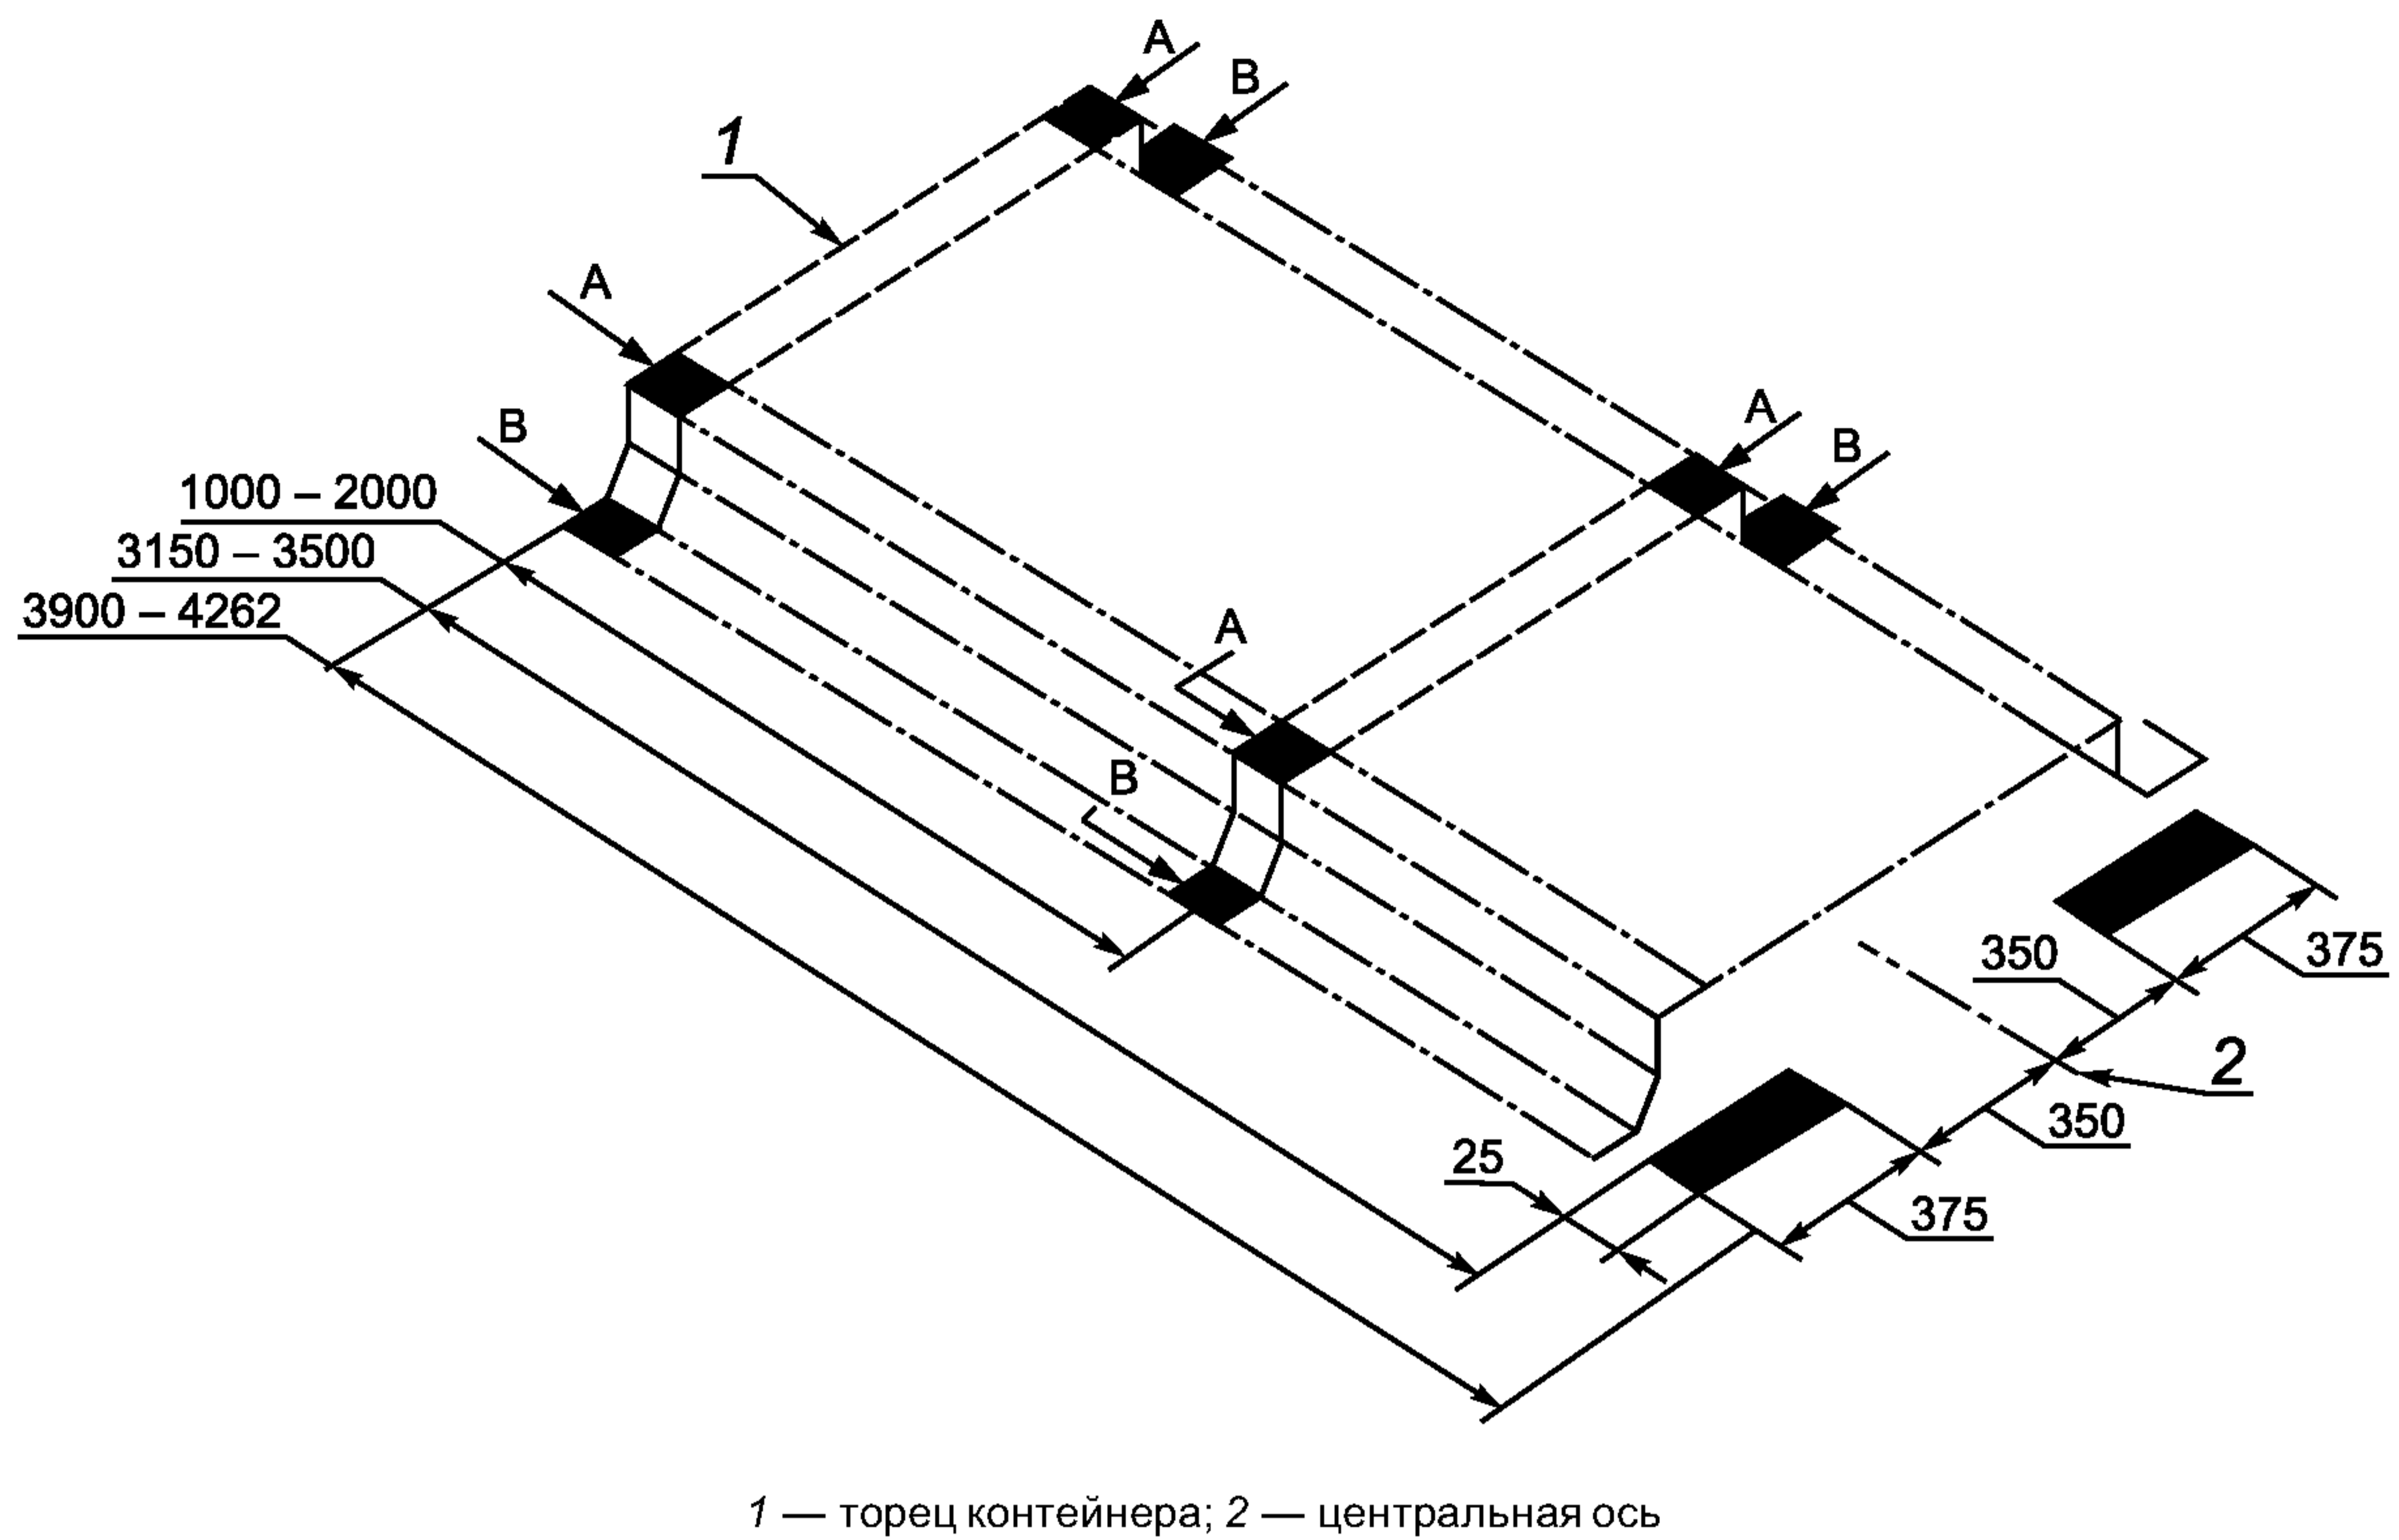 A
B
1
A
B
1000 – 2000
3150 – 3500
3900 – 4262
A
B
A
B
350
375
2
350
25
375
1 — торец контейнера; 2 — центральная ось